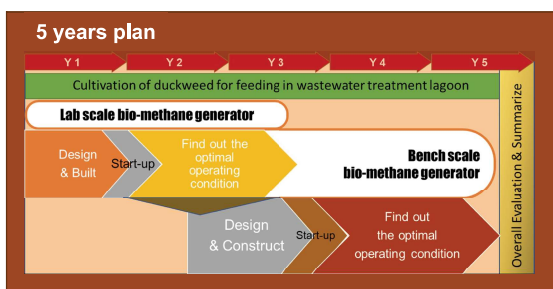 5 years plan
Y 1
Y 2
Y 3
Y 4
Y 5
Cultivation of duckweed for feeding in wastewater treatment lagoon
Lab scale bio-methane generator
Design
& Built
Start-up
Find out the
optimal
operating
condition
Bench scale
bio-methane generator
Design
& Construct
Start-up
Find out
the optimal
operating condition
Overall Evaluation & Summarize